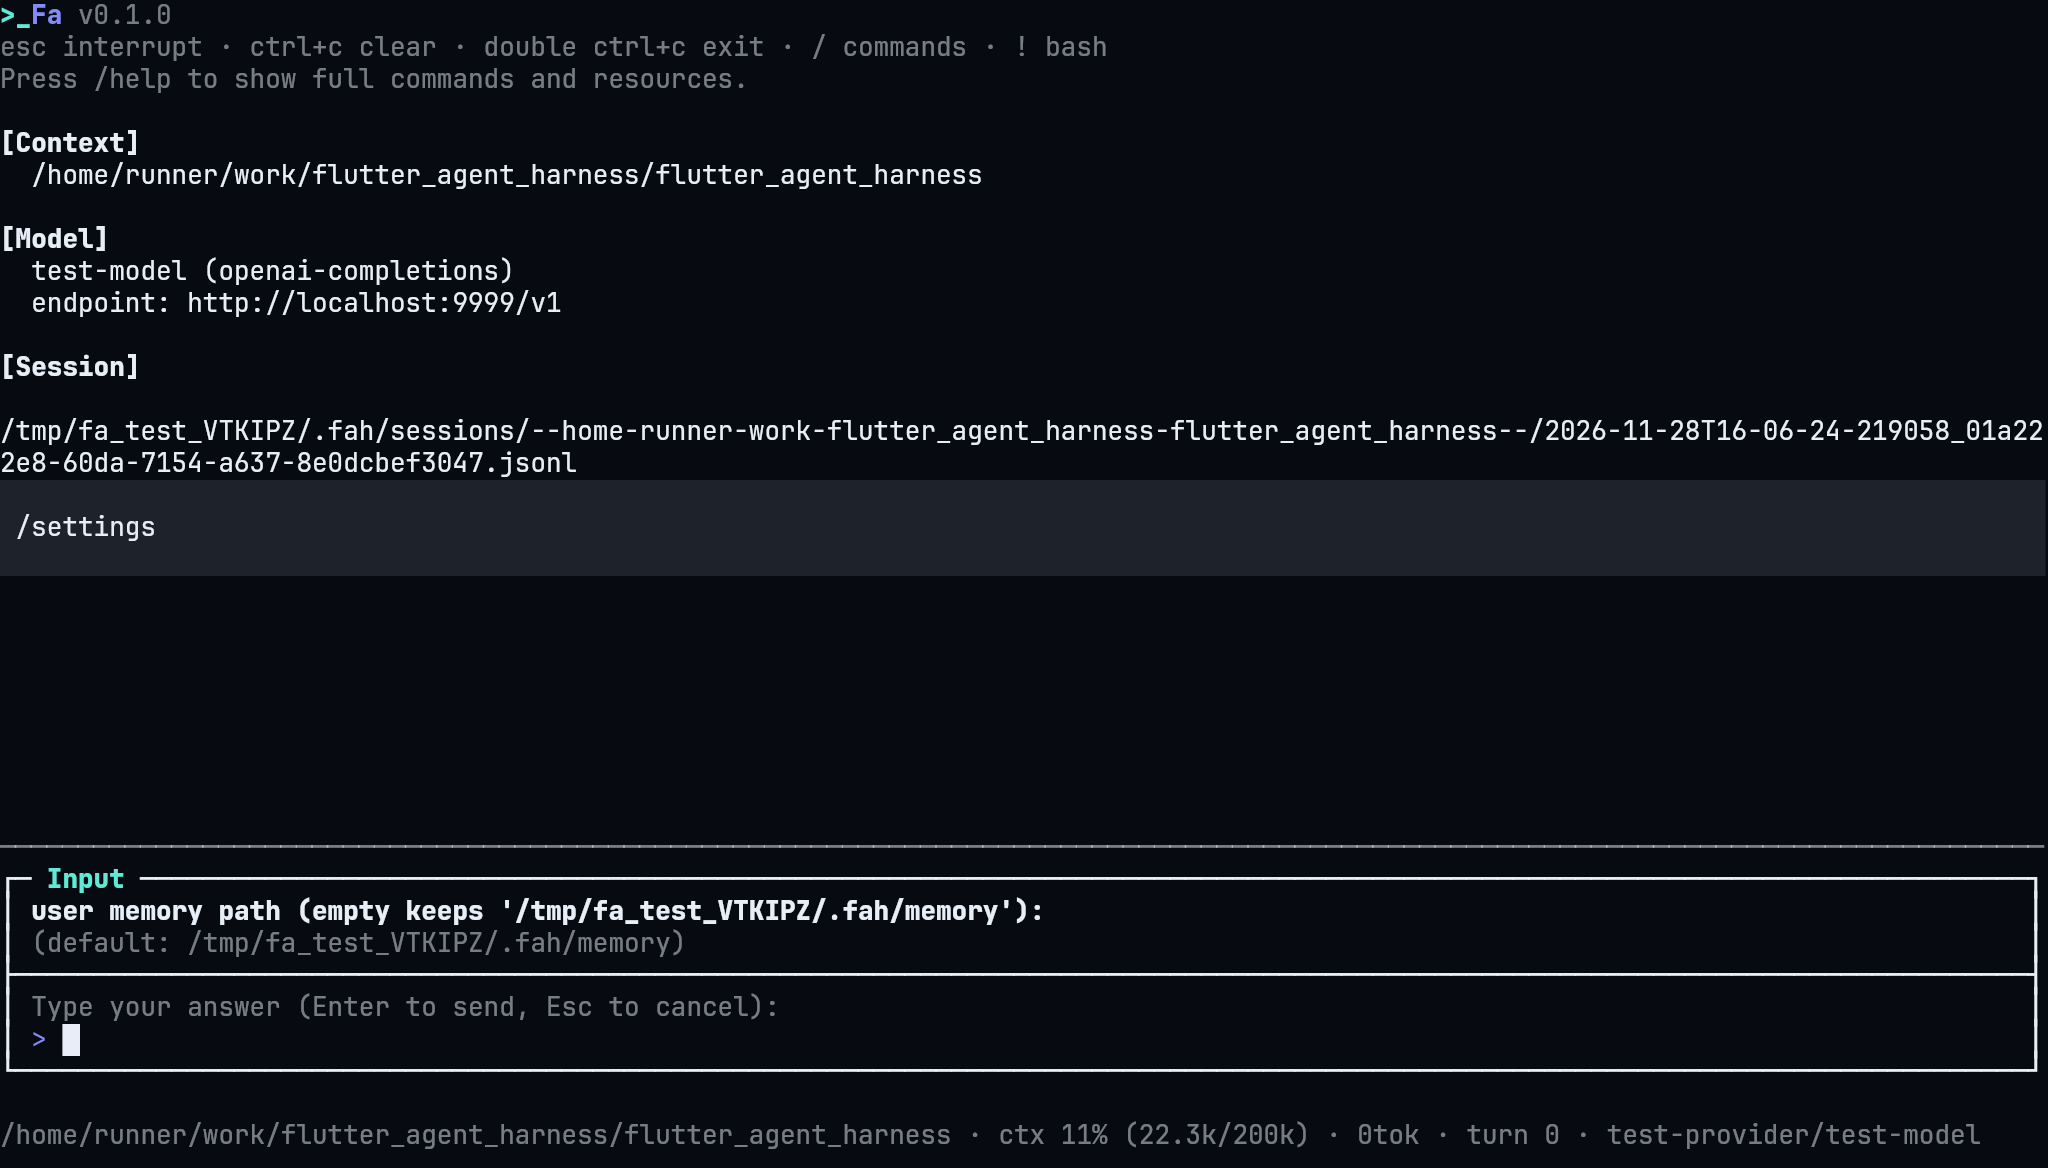 >_Fa v0.1.0
esc interrupt · ctrl+c clear · double ctrl+c exit · / commands · ! bash
Press /help to show full commands and resources.
[Context]
/home/runner/work/flutter_agent_harness/flutter_agent_harness
[Model]
test-model (openai-completions)
endpoint: http://localhost:9999/v1
[Session]
/tmp/fa_test_VTKIPZ/.fah/sessions/--home-runner-work-flutter_agent_harness-flutter_agent_harness--/2026-11-28T16-06-24-219058_01a22
2e8-60da-7154-a637-8e0dcbef3047.jsonl
/settings
Input
user memory path (empty keeps '/tmp/fa_test_VTKIPZ/.fah/memory'):
(default: /tmp/fa_test_VTKIPZ/.fah/memory)
Type your answer (Enter to send, Esc to cancel):
>
/home/runner/work/flutter_agent_harness/flutter_agent_harness · ctx 11% (22.3k/200k) · 0tok · turn 0 · test-provider/test-model